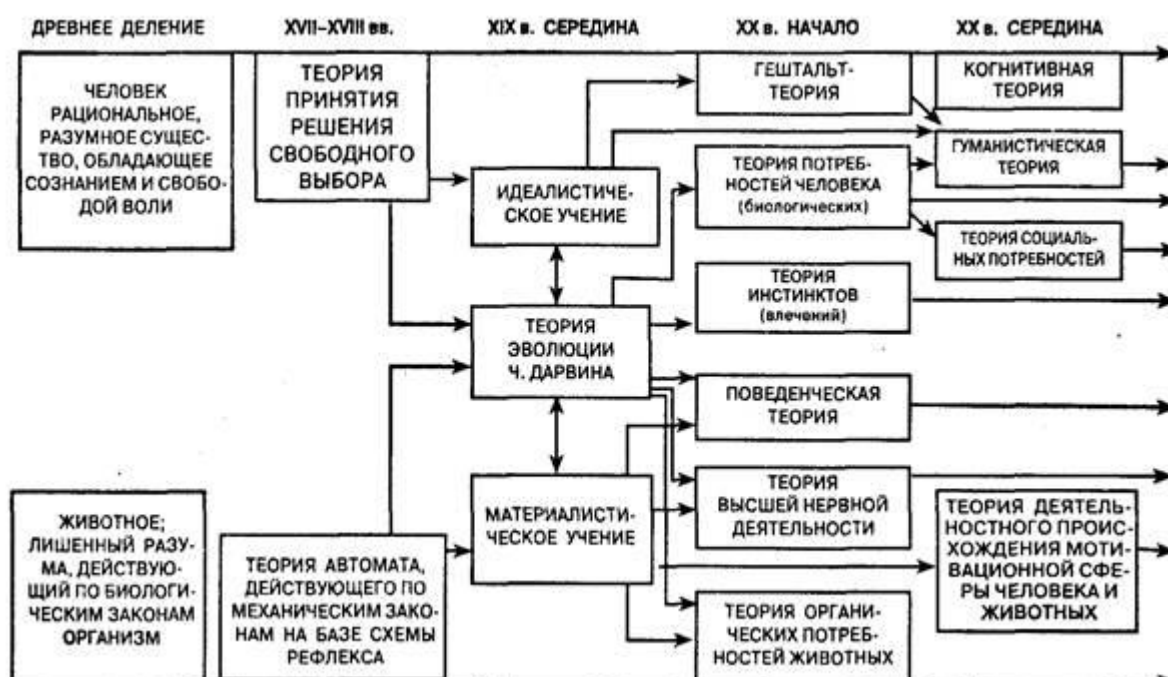 ДРЕВНЕЕ ДЕЛЕНИЕ
XVII–XVIII вв.
XIX в. СЕРЕДИНА
XX в. НАЧАЛО
XX в. СЕРЕДИНА
ЧЕЛОВЕК
РАЦИОНАЛЬНОЕ,
РАЗУМНОЕ СУЩЕС-
ТВО, ОБЛАДАЮЩЕЕ
СОЗНАНИЕМ И СВОБО-
ДОЙ ВОЛИ
ЖИВОТНОЕ;
ЛИШЕННЫЙ РАЗУ-
МА, ДЕЙСТВУЮ-
ЩИЙ ПО БИОЛОГИ-
ЧЕСКИМ ЗАКОНАМ
ОРГАНИЗМ
ТЕОРИЯ
ПРИНЯТИЯ
РЕШЕНИЯ
СВОБОДНОГО
ВЫБОРА
ТЕОРИЯ АВТОМАТА,
ДЕЙСТВУЮЩЕГО ПО
МЕХАНИЧЕСКИМ ЗАКО-
НАМ НА БАЗЕ СХЕМЫ
РЕФЛЕКСА
ИДЕАЛИСТИЧЕ-
СКОЕ УЧЕНИЕ
ТЕОРИЯ
ЭВОЛЮЦИИ
Ч. ДАРВИНА
МАТЕРИАЛИСТИ-
ЧЕСКОЕ УЧЕНИЕ
ГЕШТАЛЬТ-
ТЕОРИЯ
ТЕОРИЯ ПОТРЕБ-
НОСТЕЙ ЧЕЛОВЕКА
(биологических)
ТЕОРИЯ
ИНСТИНКТОВ
(влечений)
ПОВЕДЕНЧЕСКАЯ
ТЕОРИЯ
ТЕОРИЯ
ВЫСШЕЙ НЕРВНОЙ
ДЕЯТЕЛЬНОСТИ
ТЕОРИЯ ОРГАНИ-
ЧЕСКИХ ПОТРЕБ-
НОСТЕЙ ЖИВОТНЫХ
КОГНИТИВНАЯ
ТЕОРИЯ
ГУМАНИСТИЧЕСКАЯ
ТЕОРИЯ
ТЕОРИЯ СОЦИАЛЬ-
НЫХ ПОТРЕБНОСТЕЙ
ТЕОРИЯ ДЕЯТЕЛЬ-
НОСТНОГО ПРОИС-
ХОЖДЕНИЯ МОТИ-
ВАЦИОННОЙ СФЕ-
РЫ ЧЕЛОВЕКА И
ЖИВОТНЫХ